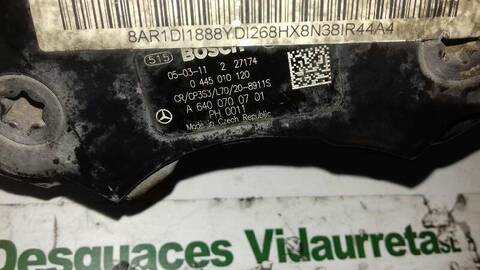 8AR1DI1888YDI268HX8N38IR44A4
515 BOSCH
05-03-11 2 27174
0 445 010 120
CR/CP3S3/L70/20-8911S
A 640 070 07 01
PH 0011
Made in Czech Republic
Desguaces Vidaurreta SL